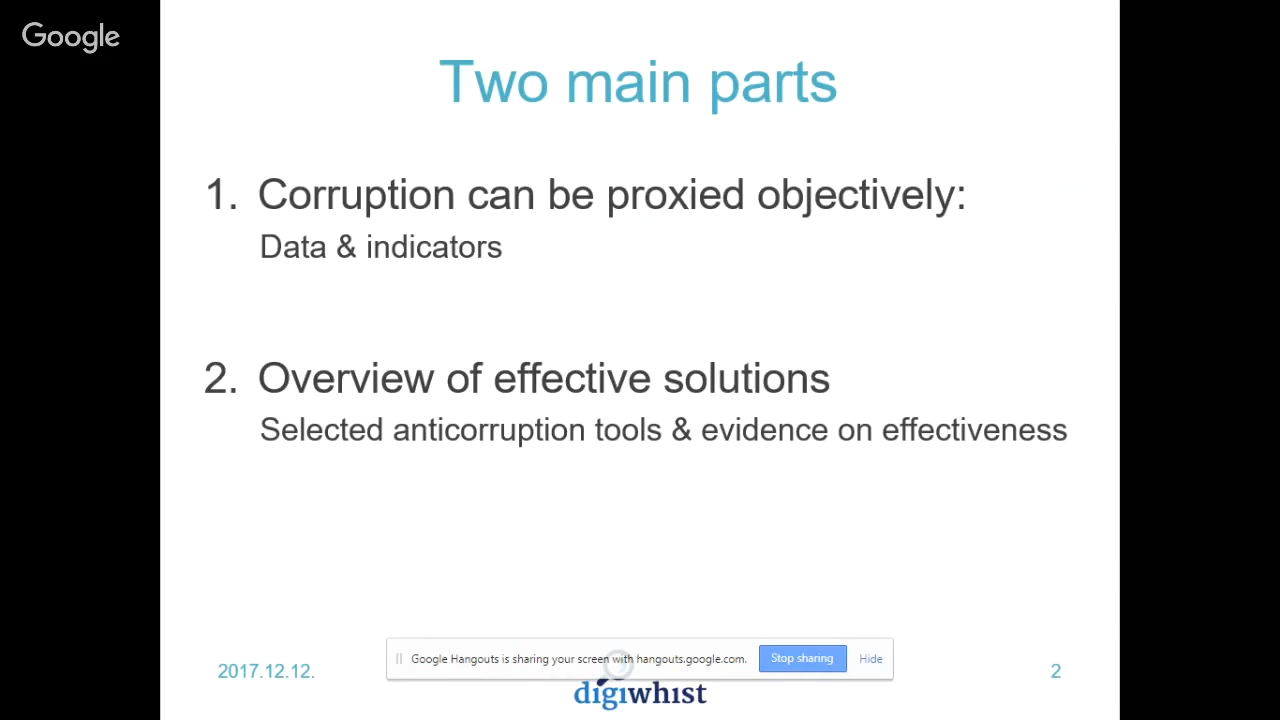 Google
Two main parts
1. Corruption can be proxied objectively:
Data & indicators
2. Overview of effective solutions
Selected anticorruption tools & evidence on effectiveness
Google Hangouts is sharing your screen with hangouts.google.com. Stop sharing Hide
2017.12.12. 2
digiwhist